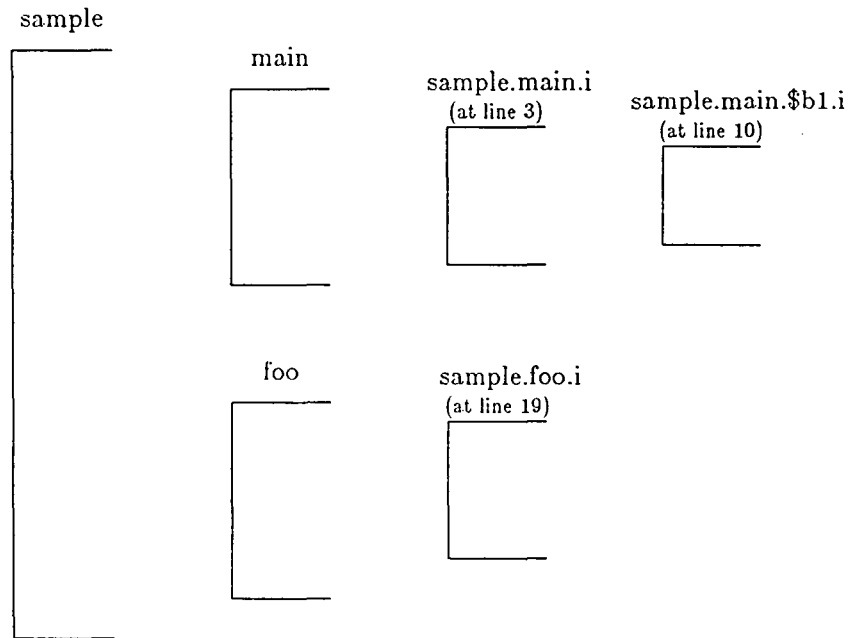 sample
main
sample.main.i
(at line 3)
sample.main.$b1.i
(at line 10)
foo
sample.foo.i
(at line 19)